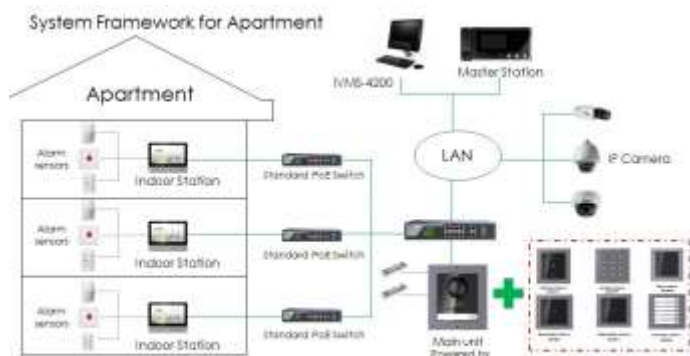 System Framework for Apartment
iVMS-4200
Master Station
Apartment
LAN
IP Camera
Alarm
sensors
Indoor Station
Standard PoE Switch
Alarm
sensors
Indoor Station
Standard PoE Switch
Alarm
sensors
Indoor Station
Standard PoE Switch
Main unit
Powered by